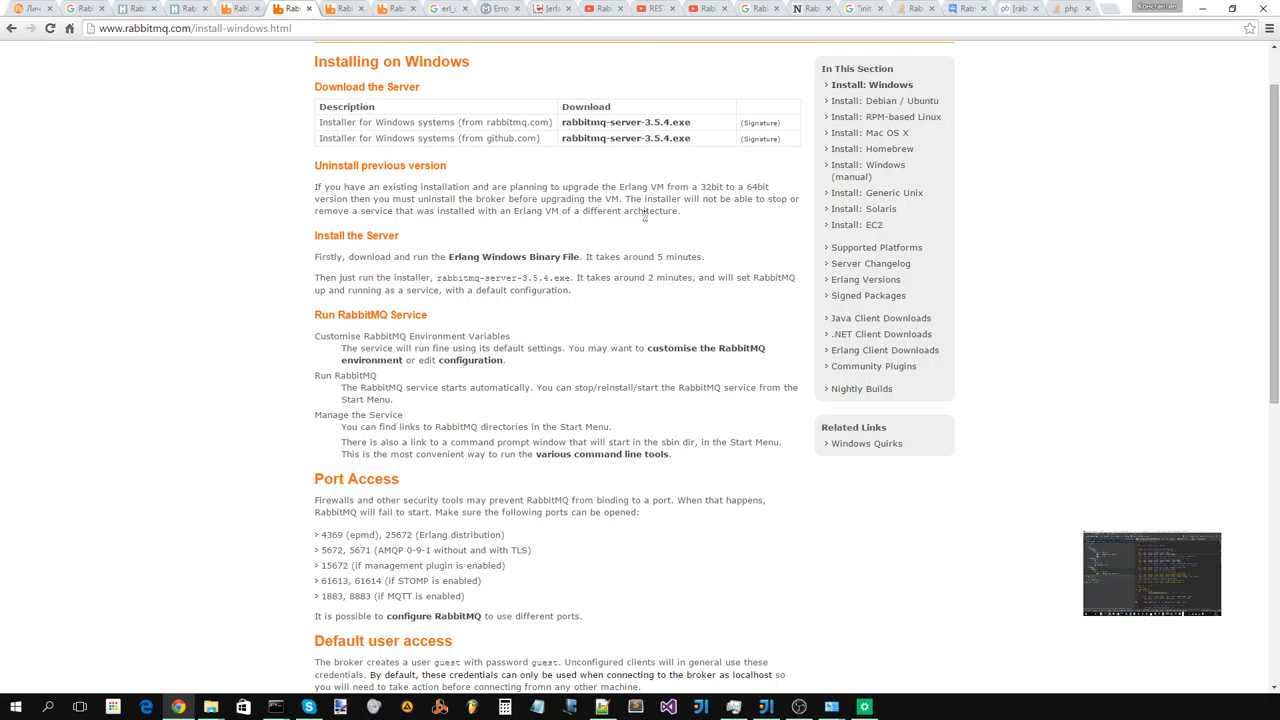 Rab
Rab
Rab
Rab
erl_c
Erro
[erla
Rab
REST
Rab
Rab
N Rab
"init
Rab
Rab
gb [rab
php
Константин
www.rabbitmq.com/install-windows.html
Installing on Windows
Download the Server
Description Download
Installer for Windows systems (from rabbitmq.com) rabbitmq-server-3.5.4.exe (Signature)
Installer for Windows systems (from github.com) rabbitmq-server-3.5.4.exe (Signature)
Uninstall previous version
If you have an existing installation and are planning to upgrade the Erlang VM from a 32bit to a 64bit
version then you must uninstall the broker before upgrading the VM. The installer will not be able to stop or
remove a service that was installed with an Erlang VM of a different architecture.
Install the Server
Firstly, download and run the Erlang Windows Binary File. It takes around 5 minutes.
Then just run the installer, rabbitmq-server-3.5.4.exe. It takes around 2 minutes, and will set RabbitMQ
up and running as a service, with a default configuration.
Run RabbitMQ Service
Customise RabbitMQ Environment Variables
The service will run fine using its default settings. You may want to customise the RabbitMQ
environment or edit configuration.
Run RabbitMQ
The RabbitMQ service starts automatically. You can stop/reinstall/start the RabbitMQ service from the
Start Menu.
Manage the Service
You can find links to RabbitMQ directories in the Start Menu.
There is also a link to a command prompt window that will start in the sbin dir, in the Start Menu.
This is the most convenient way to run the various command line tools.
Port Access
Firewalls and other security tools may prevent RabbitMQ from binding to a port. When that happens,
RabbitMQ will fail to start. Make sure the following ports can be opened:
4369 (epmd), 25672 (Erlang distribution)
5672, 5671 (AMQP 0-9-1 without and with TLS)
15672 (if management plugin is enabled)
61613, 61614 (if STOMP is enabled)
1883, 8883 (if MQTT is enabled)
It is possible to configure RabbitMQ to use different ports.
Default user access
The broker creates a user guest with password guest. Unconfigured clients will in general use these
credentials. By default, these credentials can only be used when connecting to the broker as localhost so
you will need to take action before connecting fromn any other machine.
In This Section
Install: Windows
Install: Debian / Ubuntu
Install: RPM-based Linux
Install: Mac OS X
Install: Homebrew
Install: Windows
(manual)
Install: Generic Unix
Install: Solaris
Install: EC2
Supported Platforms
Server Changelog
Erlang Versions
Signed Packages
Java Client Downloads
.NET Client Downloads
Erlang Client Downloads
Community Plugins
Nightly Builds
Related Links
Windows Quirks